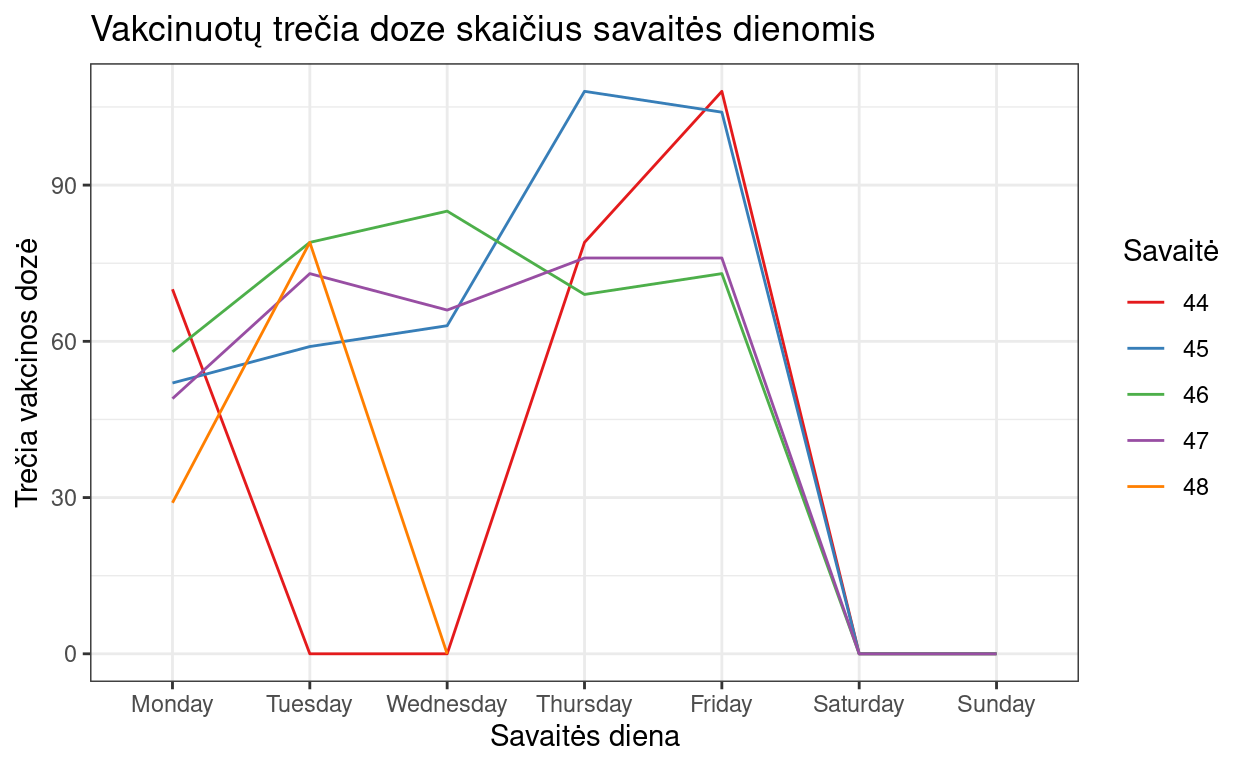 Vakcinuotų trečia doze skaičius savaitės dienomis
Trečia vakcinos dozė
90
60
30
0
Monday Tuesday Wednesday Thursday Friday Saturday Sunday
Savaitės diena
Savaitė
44
45
46
47
48